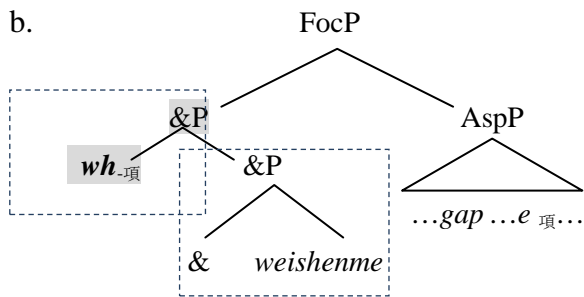 b.
FocP
&P
AspP
wh-項
&P
…gap …e 項…
& weishenme